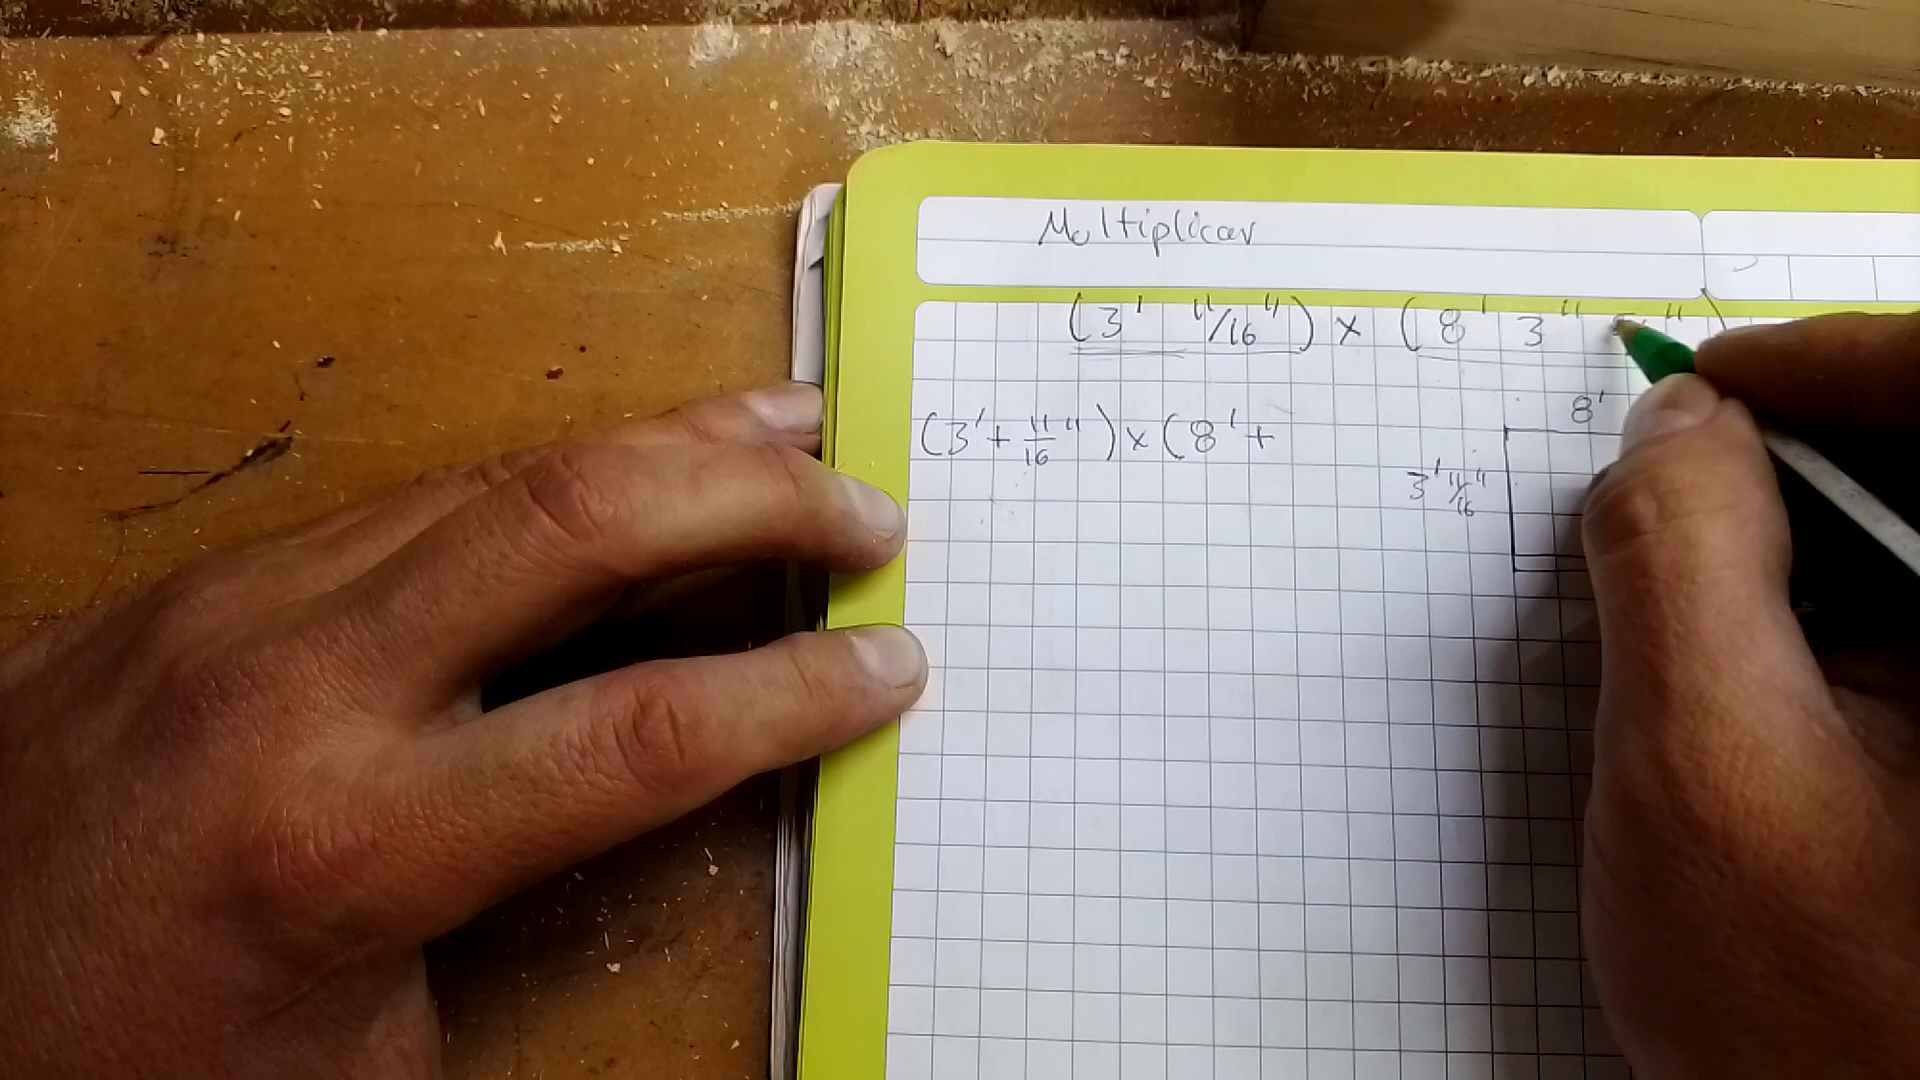 Multiplicar
(3' 11/16") x (8' 3" ")
(3' + 11/16") x (8' +
8'
3' 11/16"